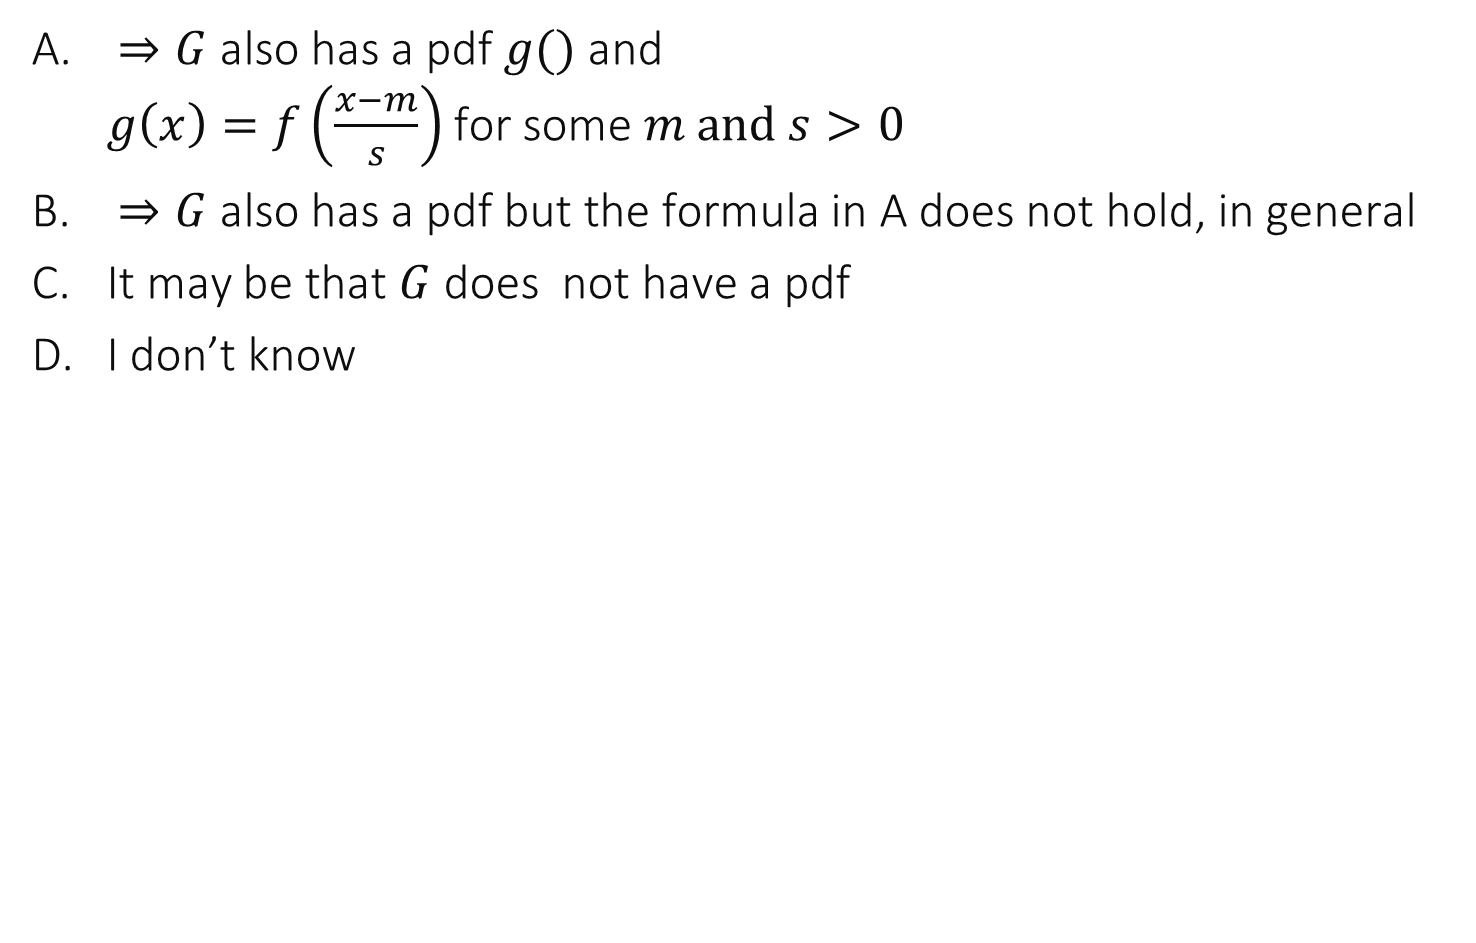 A. ⇒ G also has a pdf g() and
g(x) = f((x−m)/s) for some m and s > 0
B. ⇒ G also has a pdf but the formula in A does not hold, in general
C. It may be that G does not have a pdf
D. I don’t know